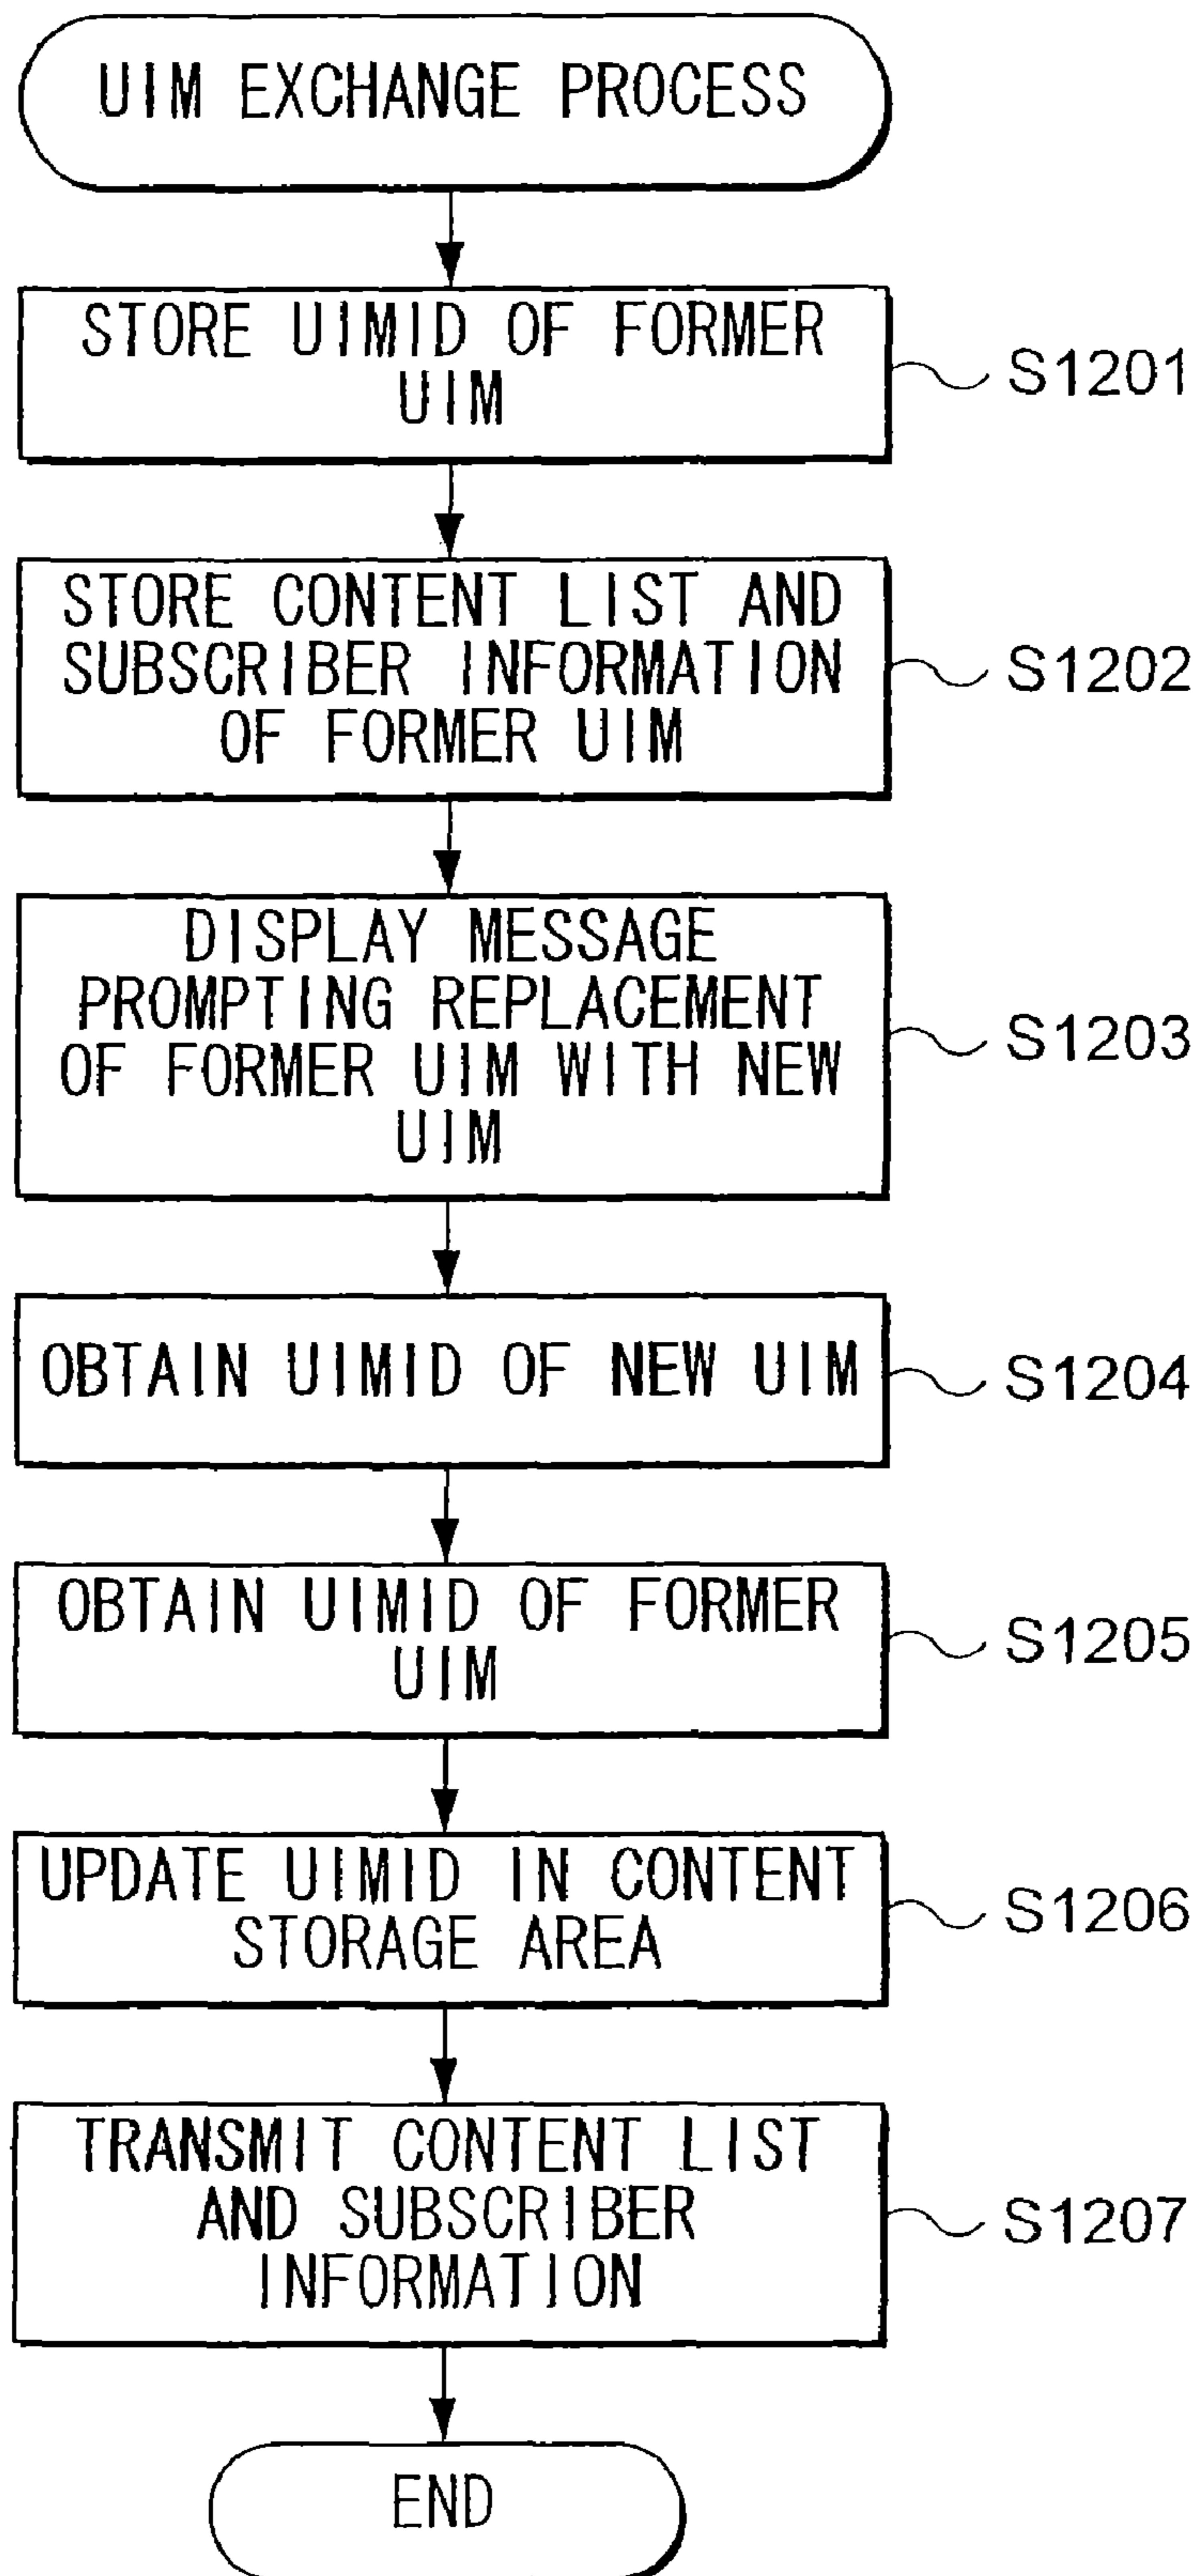 UIM EXCHANGE PROCESS
STORE UIMID OF FORMER
UIM
S1201
STORE CONTENT LIST AND
SUBSCRIBER INFORMATION
OF FORMER UIM
S1202
DISPLAY MESSAGE
PROMPTING REPLACEMENT
OF FORMER UIM WITH NEW
UIM
S1203
OBTAIN UIMID OF NEW UIM
S1204
OBTAIN UIMID OF FORMER
UIM
S1205
UPDATE UIMID IN CONTENT
STORAGE AREA
S1206
TRANSMIT CONTENT LIST
AND SUBSCRIBER
INFORMATION
S1207
END